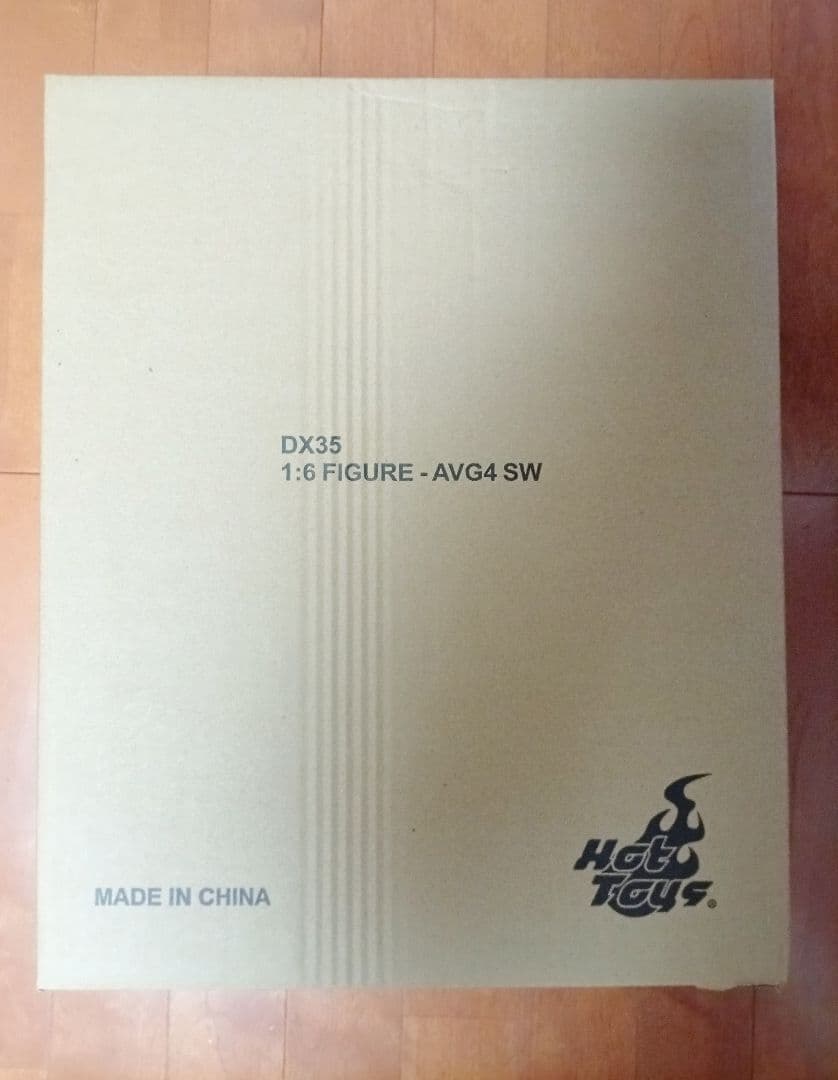 DX35
1:6 FIGURE - AVG4 SW
MADE IN CHINA
Hot
Toys®